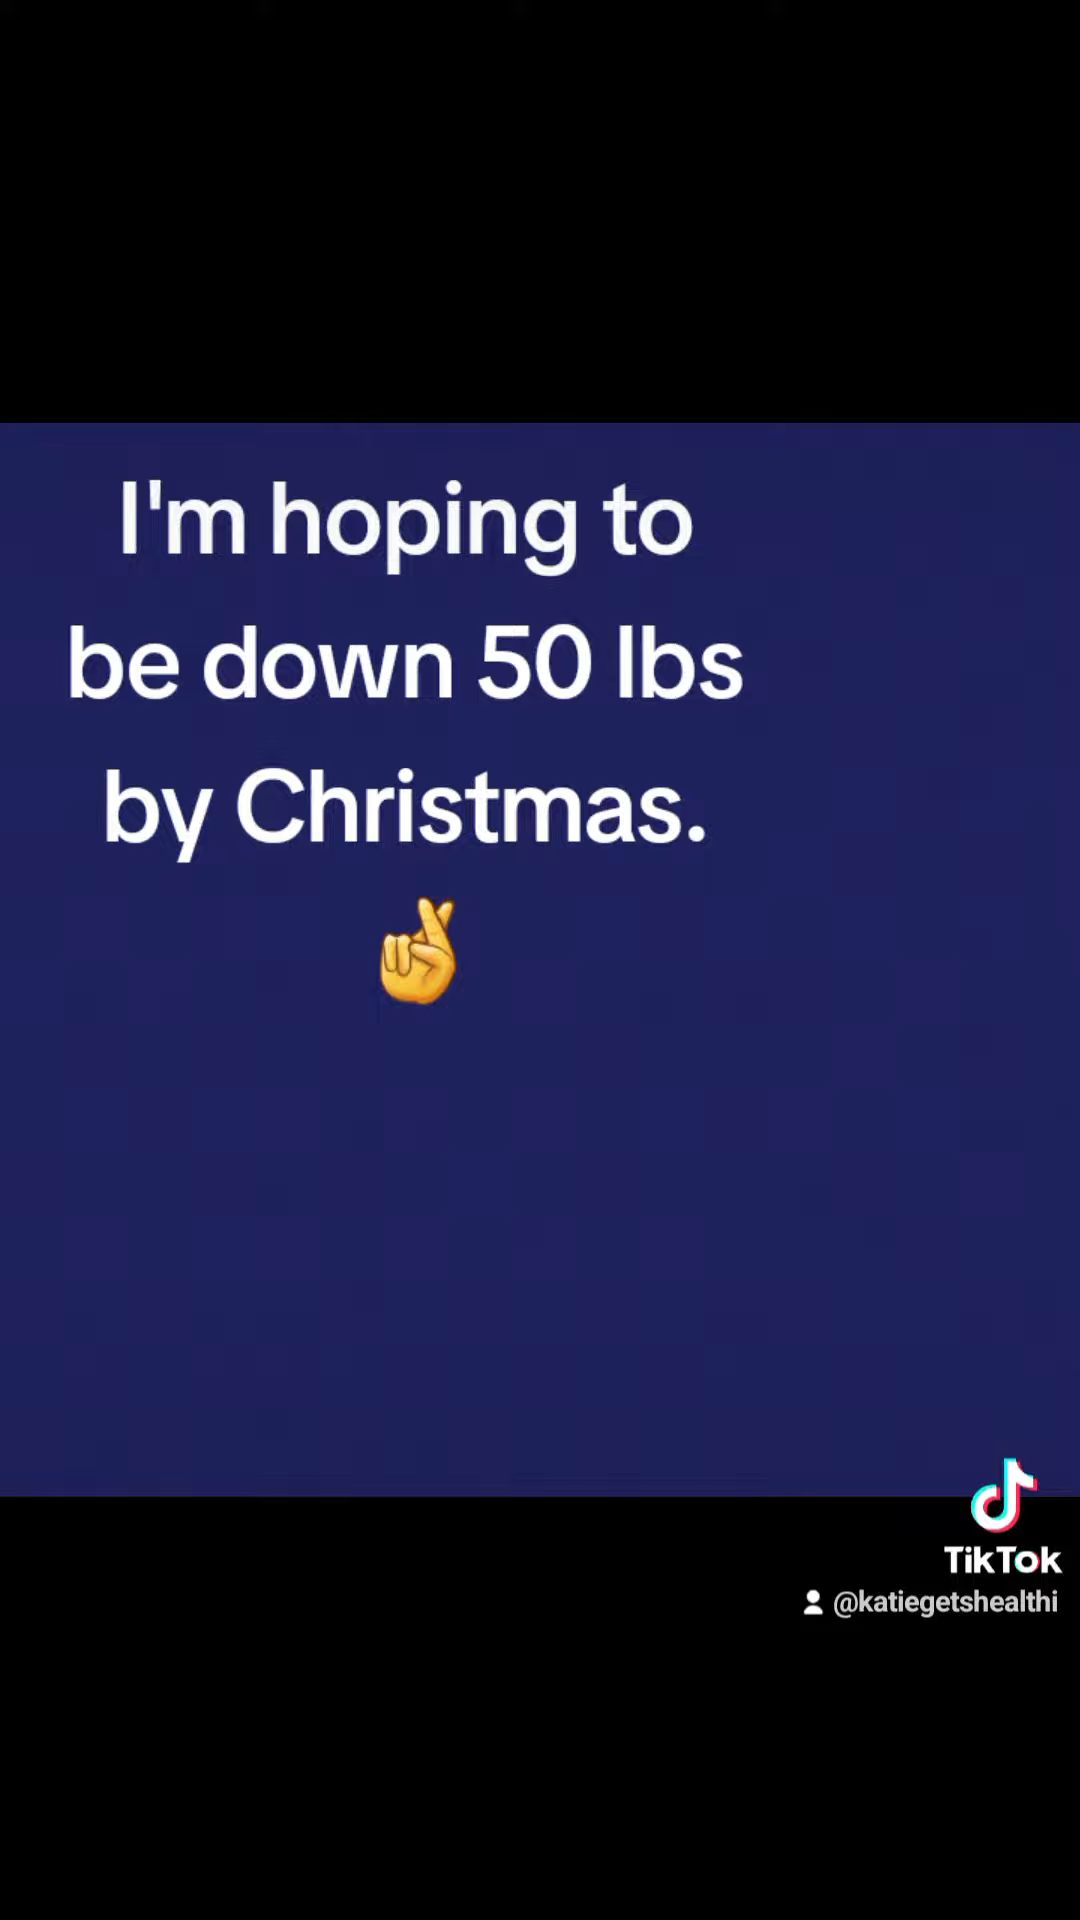 I'm hoping to
be down 50 lbs
by Christmas.
🤞
TikTok
@katiegetshealthi